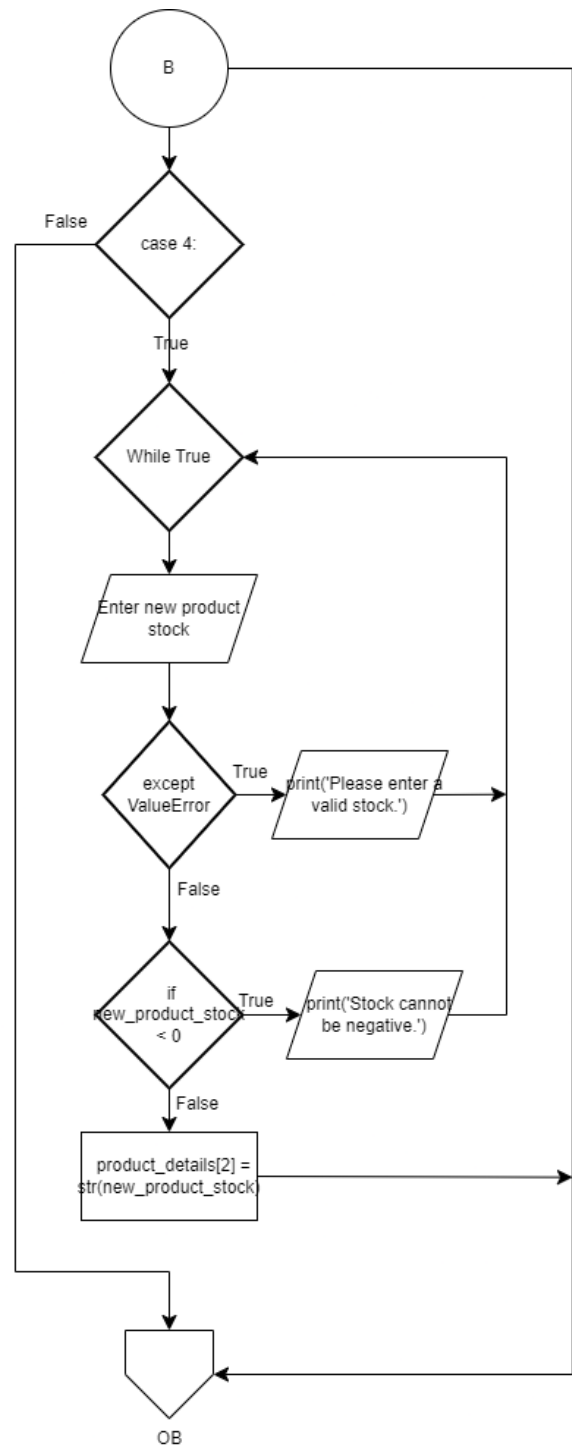 B
False
case 4:
True
While True
Enter new product
stock
except
ValueError
True
print('Please enter a
valid stock.')
False
if
new_product_stock
< 0
True
print('Stock cannot
be negative.')
False
product_details[2] =
str(new_product_stock)
OB